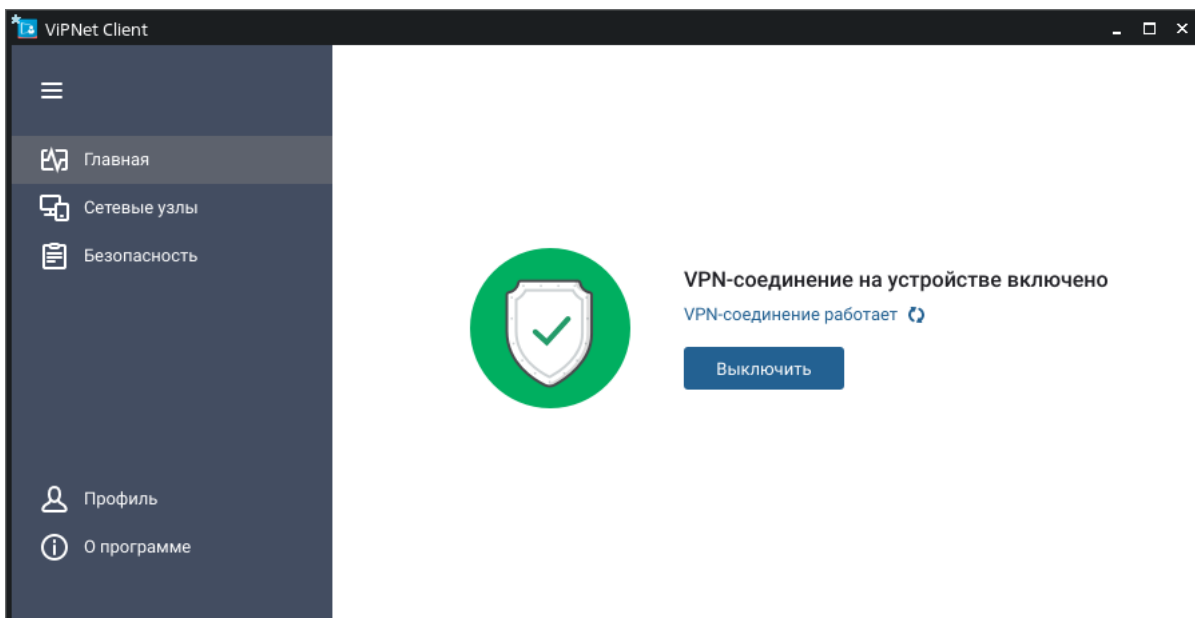 ViPNet Client
Главная
Сетевые узлы
Безопасность
VPN-соединение на устройстве включено
VPN-соединение работает
Выключить
Профиль
О программе